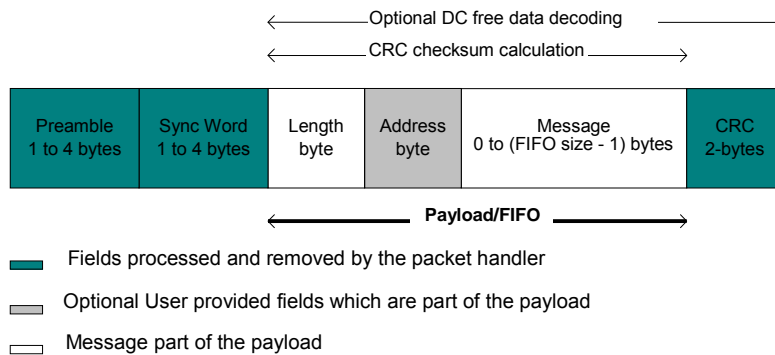 Optional DC free data decoding
CRC checksum calculation
Preamble
1 to 4 bytes
Sync Word
1 to 4 bytes
Length
byte
Address
byte
Message
0 to (FIFO size - 1) bytes
CRC
2-bytes
Payload/FIFO
Fields processed and removed by the packet handler
Optional User provided fields which are part of the payload
Message part of the payload